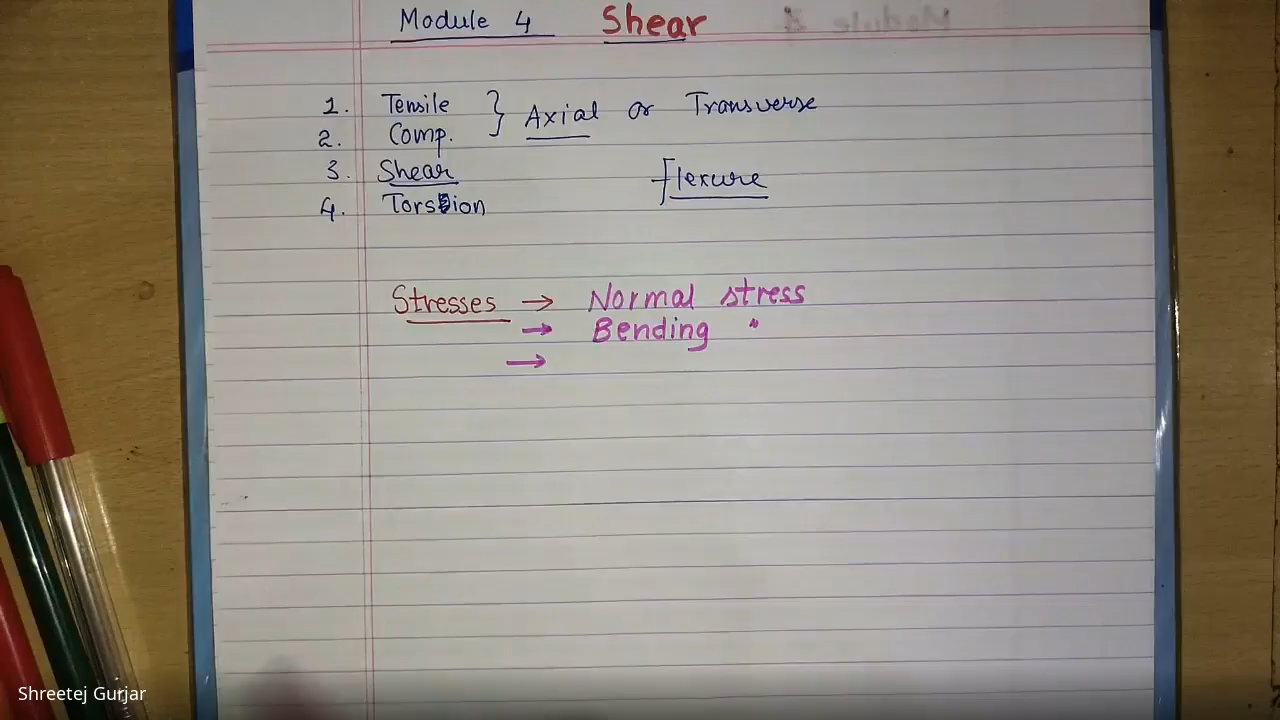 Module 4 Shear
1. Tensile } Axial or Transverse
2. Comp.
3. Shear Flexure
4. Torsion
Stresses → Normal stress
→ Bending "
→
Shreetej Gurjar